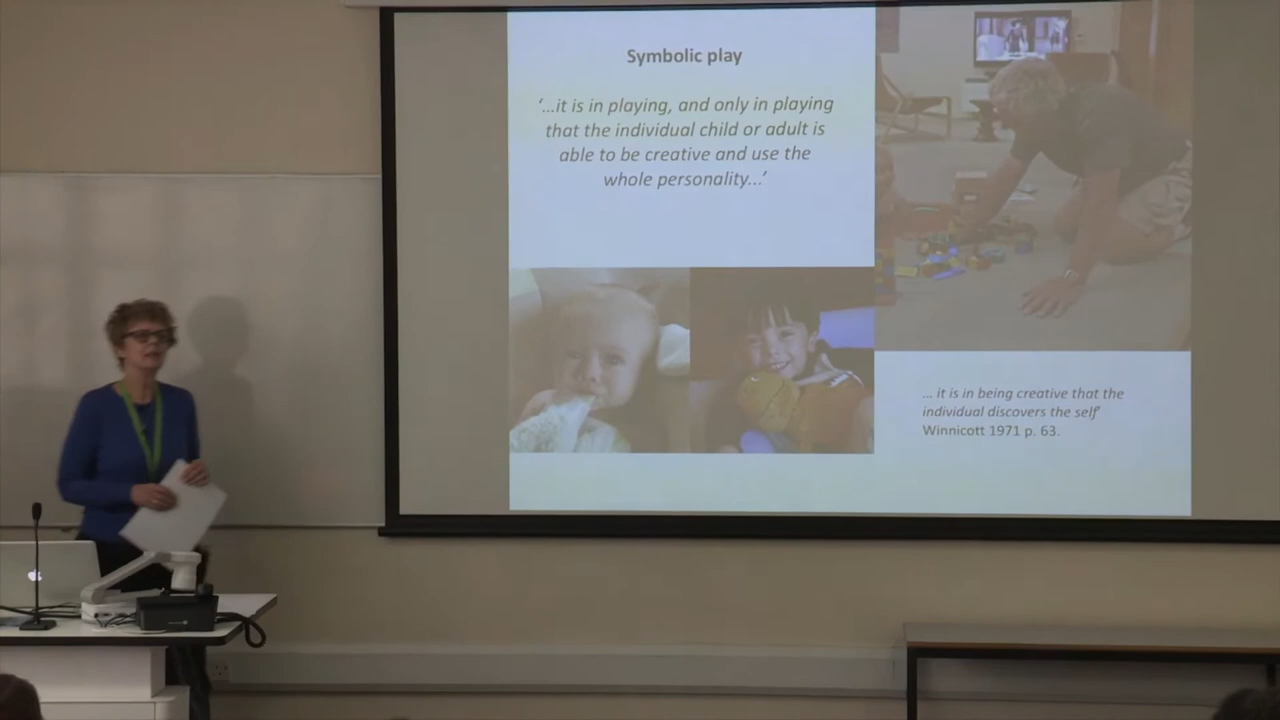 Symbolic play
‘...it is in playing, and only in playing
that the individual child or adult is
able to be creative and use the
whole personality...’
... it is in being creative that the
individual discovers the self’
Winnicott 1971 p. 63.